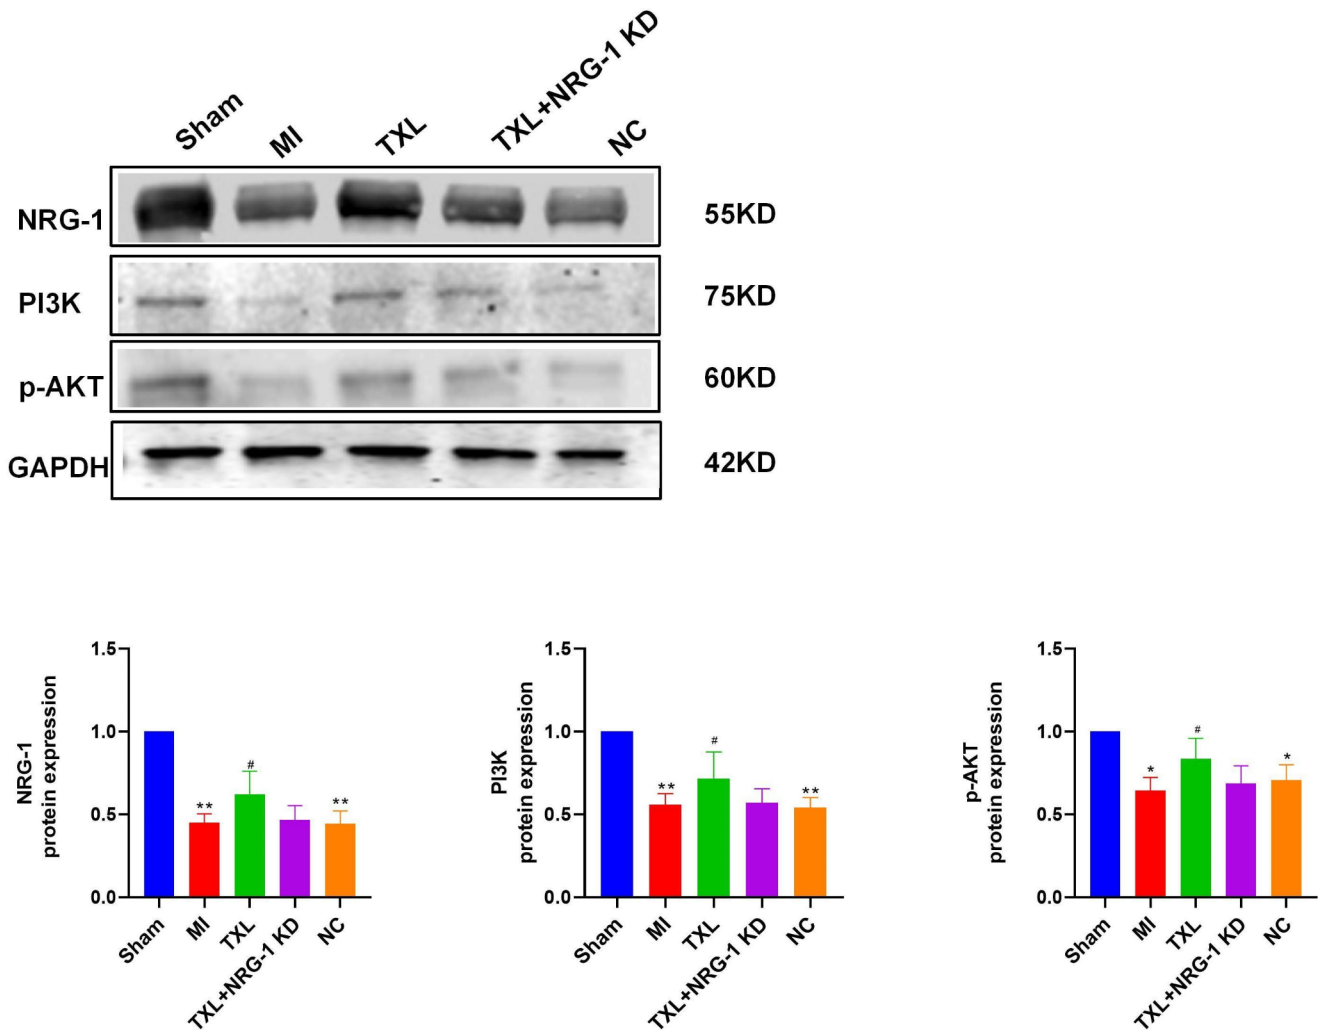 Sham
MI
TXL
TXL+NRG-1 KD
NC
NRG-1
55KD
PI3K
75KD
p-AKT
60KD
GAPDH
42KD
NRG-1
protein expression
1.5
1.0
0.5
0.0
**
#
**
Sham
MI
TXL
TXL+NRG-1 KD
NC
PI3K
protein expression
1.5
1.0
0.5
0.0
**
#
**
Sham
MI
TXL
TXL+NRG-1 KD
NC
p-AKT
protein expression
1.5
1.0
0.5
0.0
*
#
*
Sham
MI
TXL
TXL+NRG-1 KD
NC